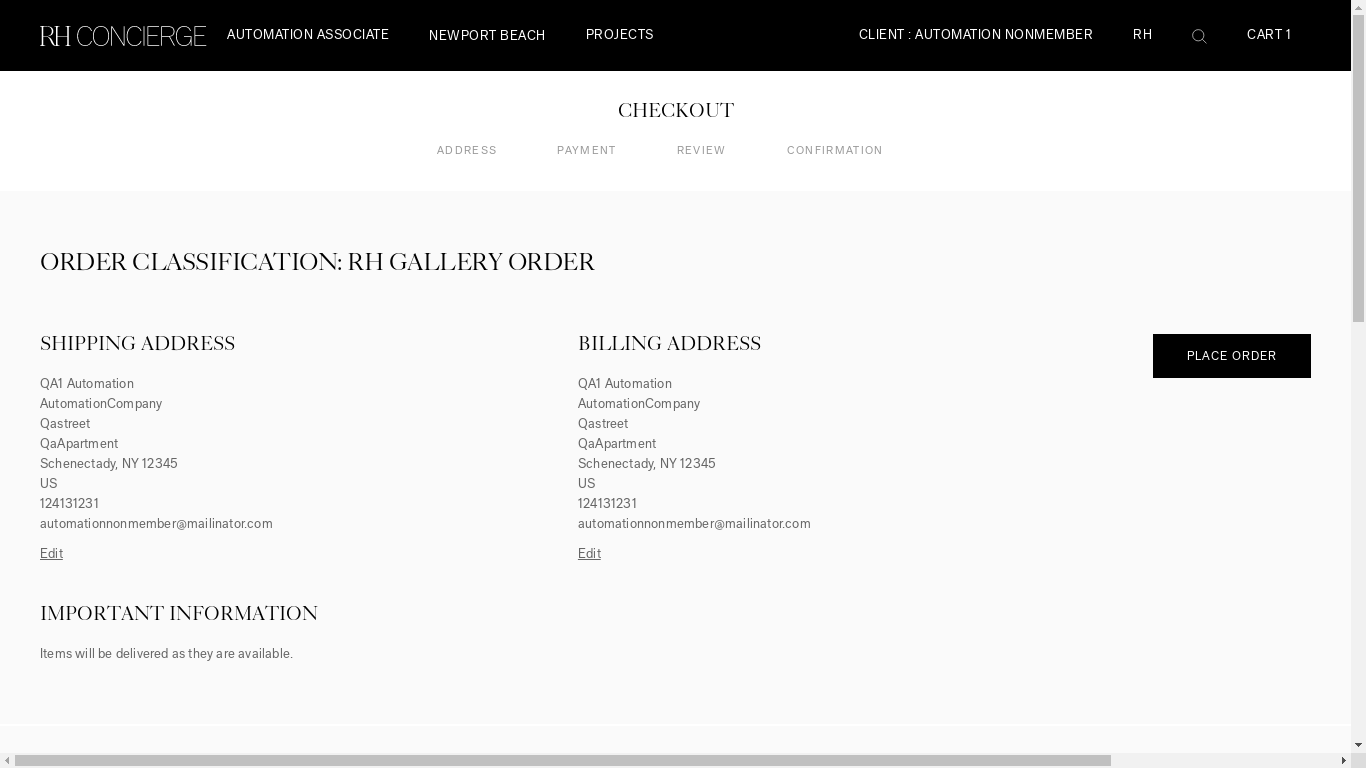 RH CONCIERGE AUTOMATION ASSOCIATE NEWPORT BEACH PROJECTS CLIENT : AUTOMATION NONMEMBER RH CART 1
CHECKOUT
ADDRESS PAYMENT REVIEW CONFIRMATION
ORDER CLASSIFICATION: RH GALLERY ORDER
SHIPPING ADDRESS
QA1 Automation
AutomationCompany
Qastreet
QaApartment
Schenectady, NY 12345
US
124131231
automationnonmember@mailinator.com
Edit
BILLING ADDRESS
QA1 Automation
AutomationCompany
Qastreet
QaApartment
Schenectady, NY 12345
US
124131231
automationnonmember@mailinator.com
Edit
PLACE ORDER
IMPORTANT INFORMATION
Items will be delivered as they are available.